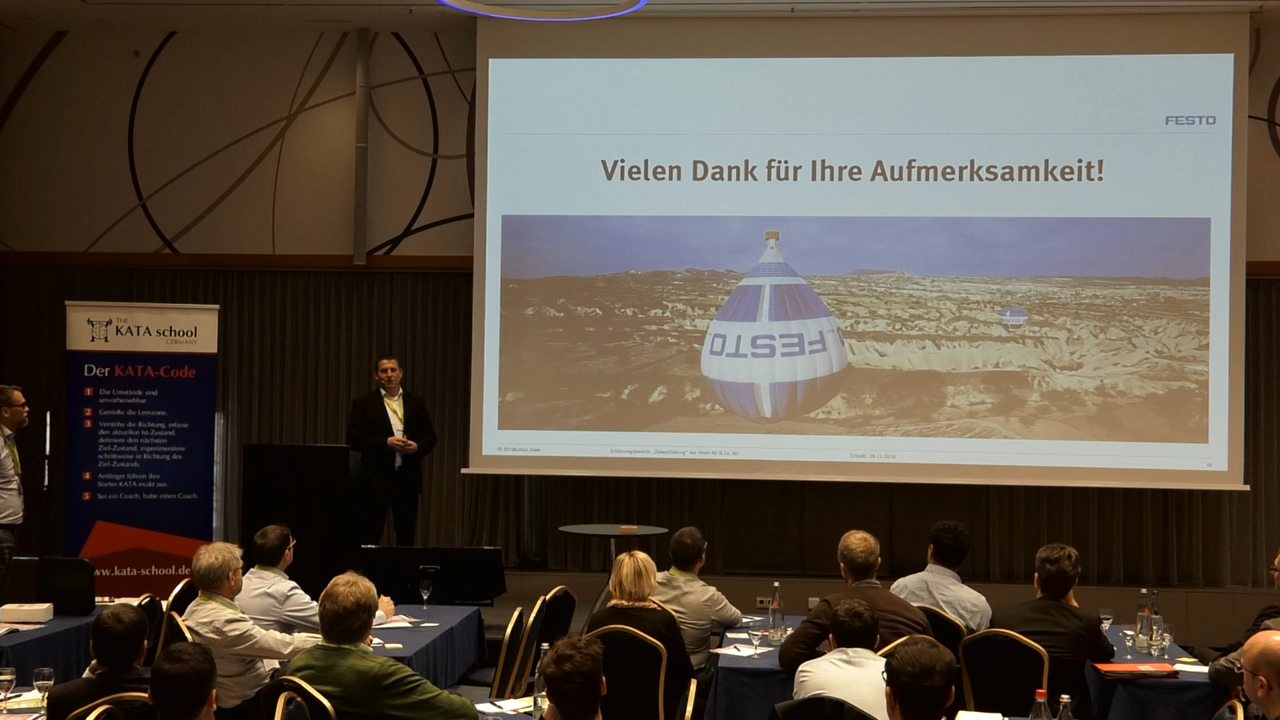 FESTO
Vielen Dank für Ihre Aufmerksamkeit!
FESTO
THE
KATA school
GERMANY
Der KATA-Code
1 Die Umstände sind
unvorhersehbar.
2 Genieße die Lernzone.
3 Verstehe die Richtung, erfasse
den aktuellen Ist-Zustand,
definiere den nächsten
Ziel-Zustand, experimentiere
schrittweise in Richtung des
Ziel-Zustands.
4 Anfänger führen ihre
Starter-KATA exakt aus.
5 Sei ein Coach, habe einen Coach.
www.kata-school.de